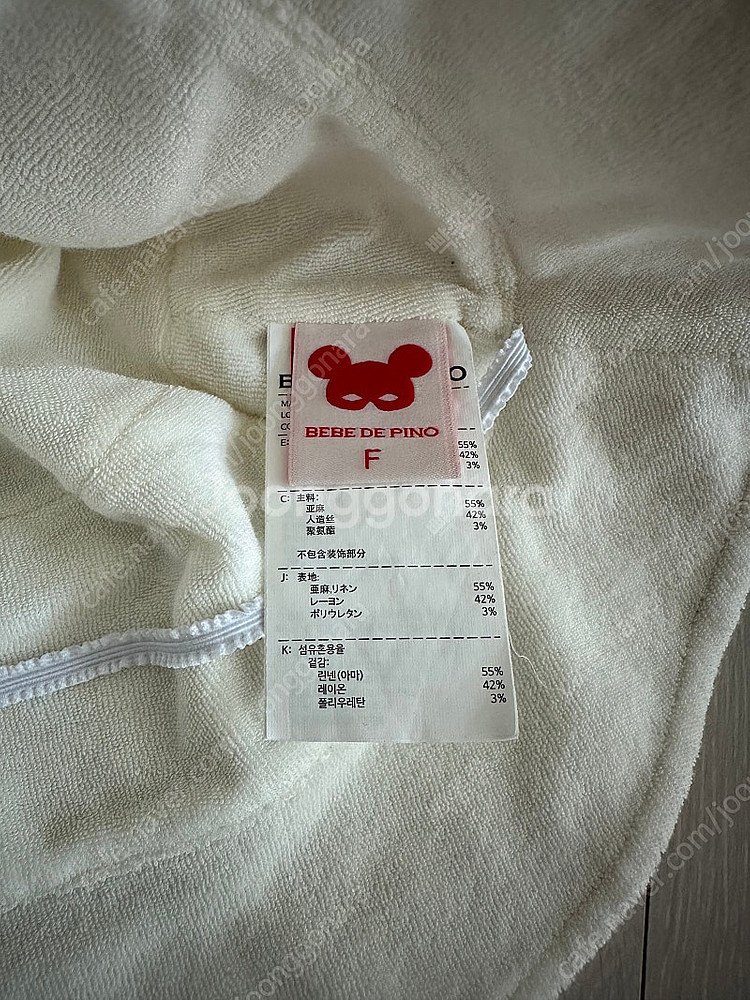 BEBE DE PINO
F
E:
55%
42%
3%
C: 主料:
亚麻 55%
人造丝 42%
聚氨酯 3%
不包含装饰部分
J: 表地:
亜麻,リネン 55%
レーヨン 42%
ポリウレタン 3%
K: 섬유혼용율
겉감:
린넨(아마) 55%
레이온 42%
폴리우레탄 3%
joonggonara